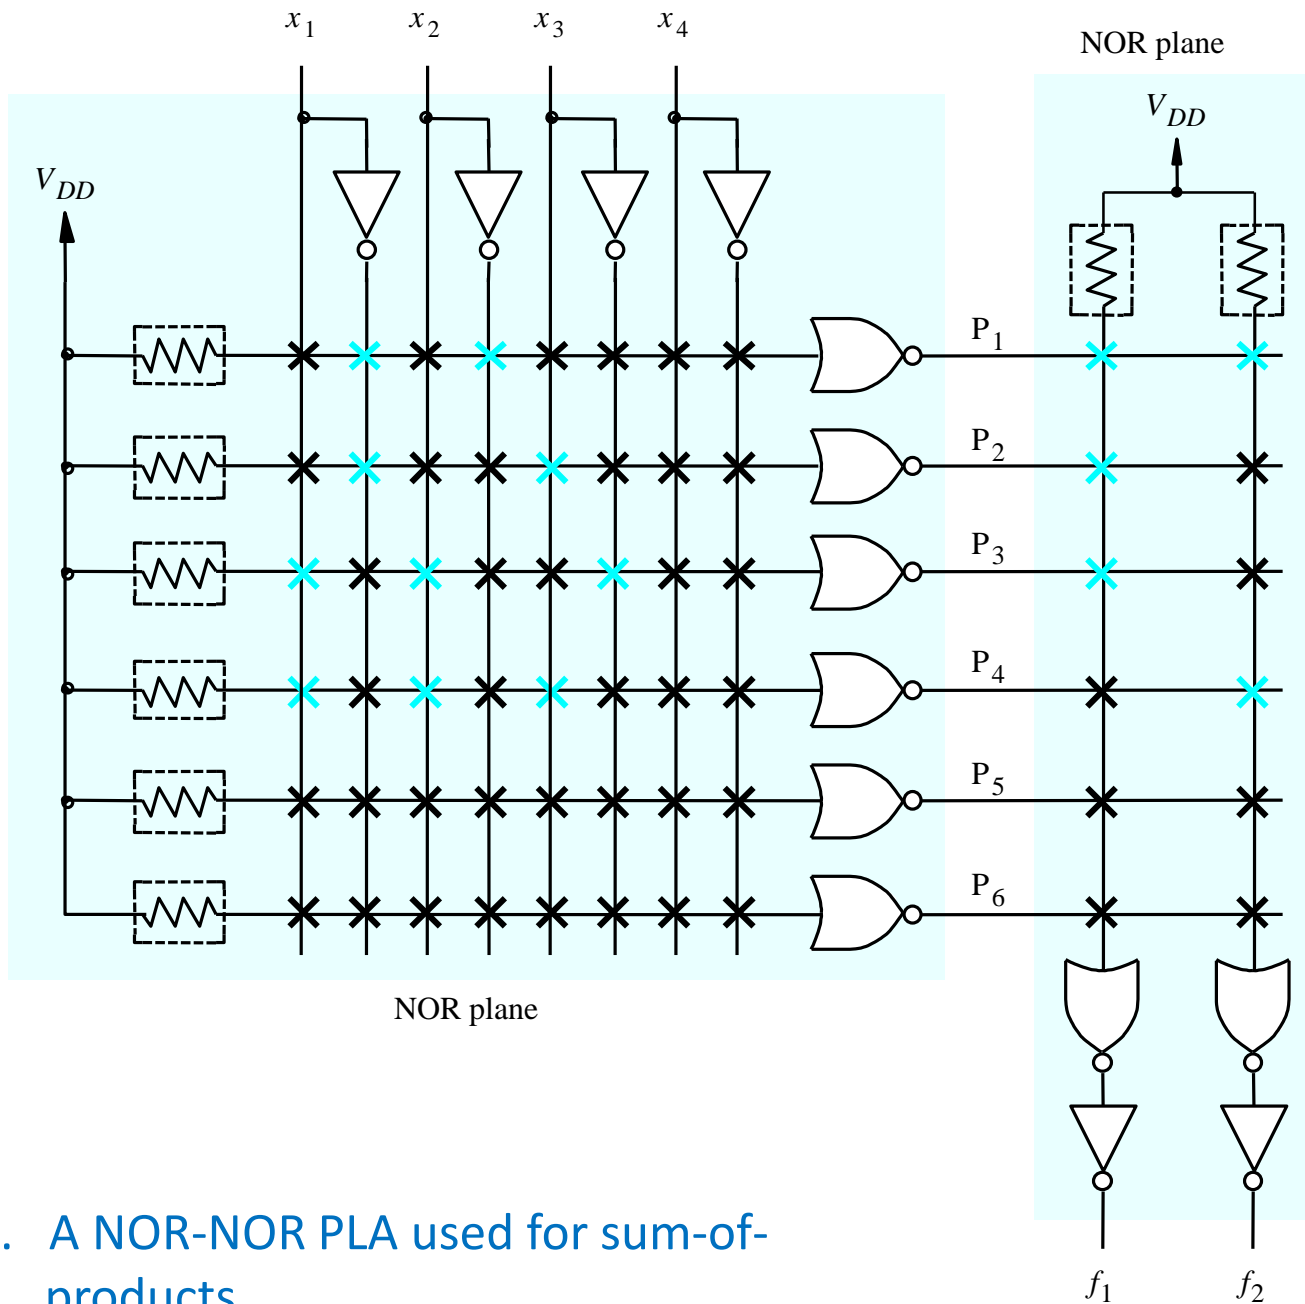 x1 x2 x3 x4
NOR plane
VDD
VDD
P1
P2
P3
P4
P5
P6
NOR plane
. A NOR-NOR PLA used for sum-of-
products
f1 f2